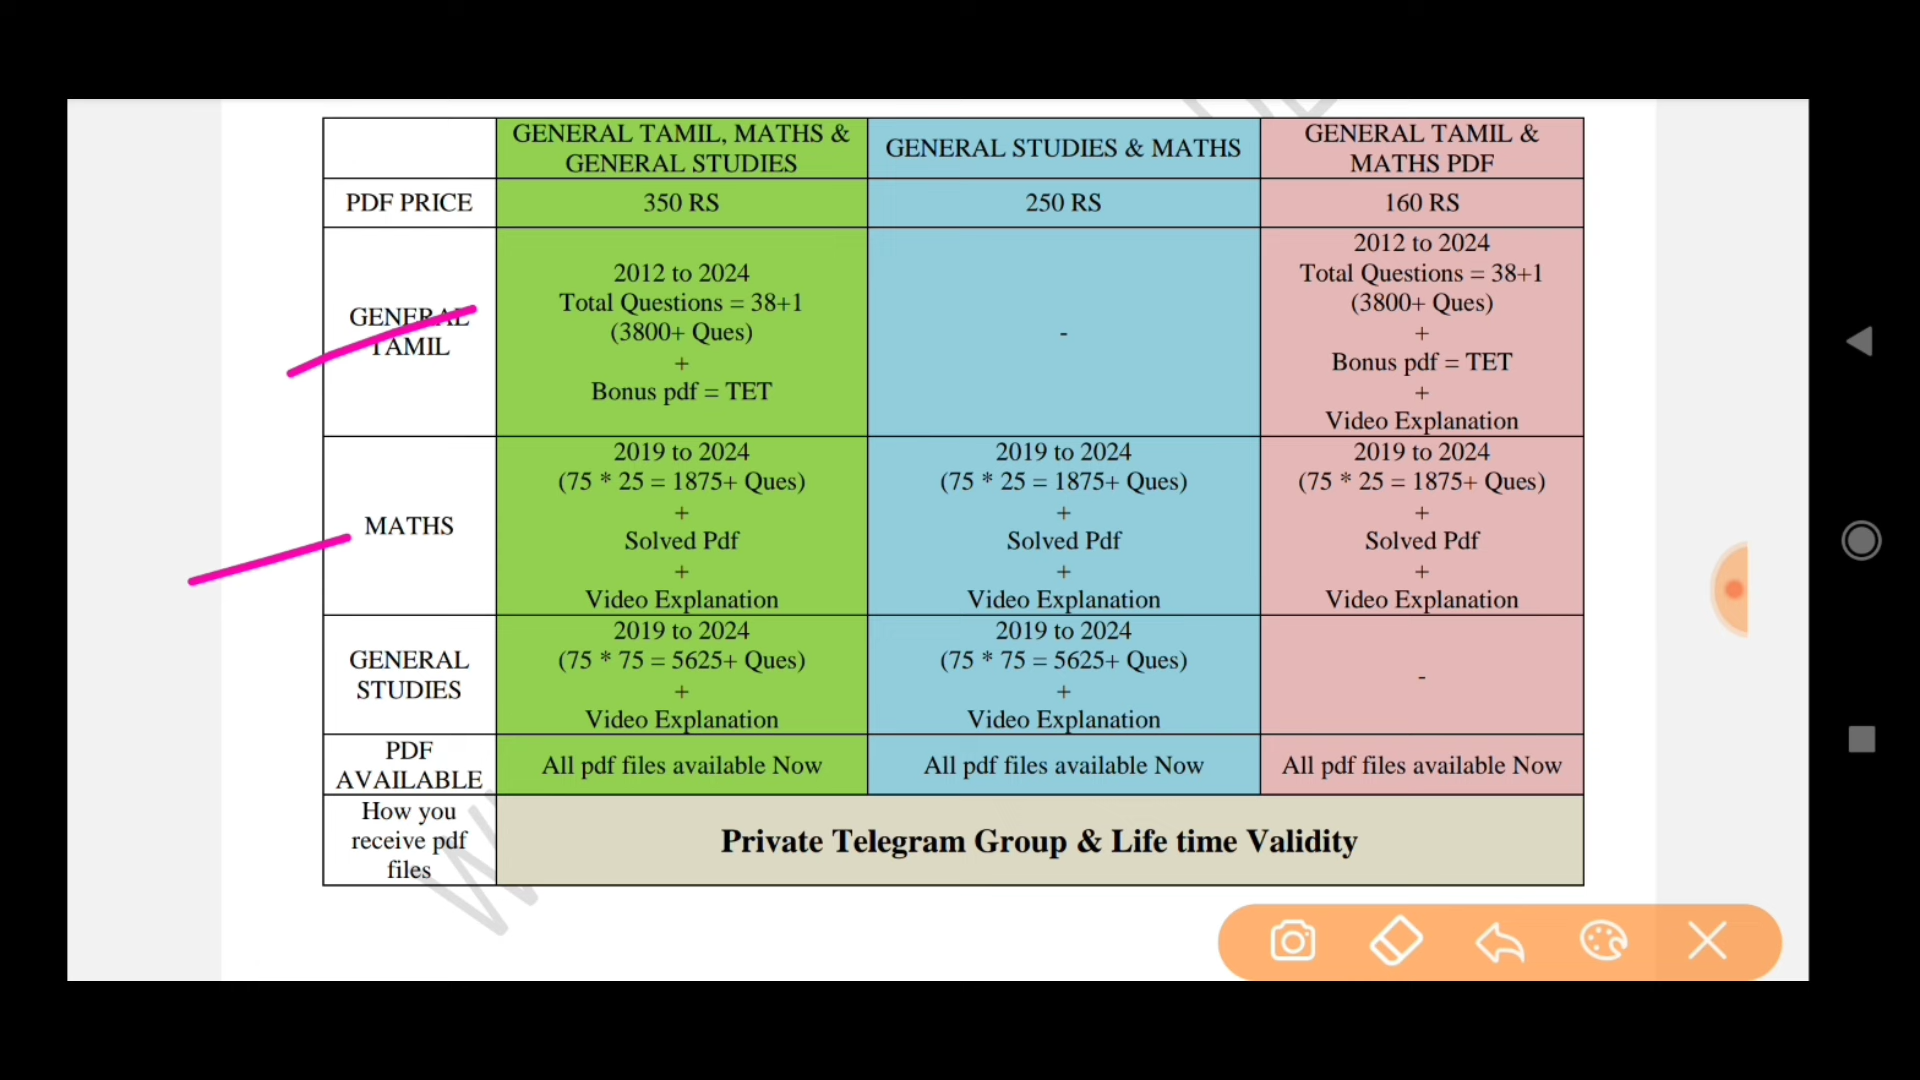 GENERAL TAMIL, MATHS &
GENERAL STUDIES
GENERAL STUDIES & MATHS
GENERAL TAMIL &
MATHS PDF
PDF PRICE
350 RS
250 RS
160 RS
GENERAL
TAMIL
2012 to 2024
Total Questions = 38+1
(3800+ Ques)
+
Bonus pdf = TET
-
2012 to 2024
Total Questions = 38+1
(3800+ Ques)
+
Bonus pdf = TET
+
Video Explanation
MATHS
2019 to 2024
(75 * 25 = 1875+ Ques)
+
Solved Pdf
+
Video Explanation
2019 to 2024
(75 * 25 = 1875+ Ques)
+
Solved Pdf
+
Video Explanation
2019 to 2024
(75 * 25 = 1875+ Ques)
+
Solved Pdf
+
Video Explanation
GENERAL
STUDIES
2019 to 2024
(75 * 75 = 5625+ Ques)
+
Video Explanation
2019 to 2024
(75 * 75 = 5625+ Ques)
+
Video Explanation
-
PDF
AVAILABLE
All pdf files available Now
All pdf files available Now
All pdf files available Now
How you
receive pdf
files
Private Telegram Group & Life time Validity